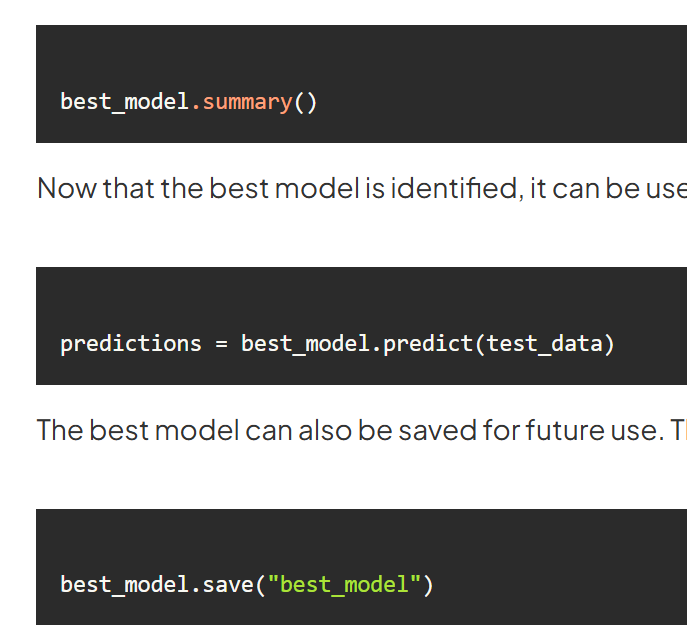 best_model.summary()
Now that the best model is identified, it can be use
predictions = best_model.predict(test_data)
The best model can also be saved for future use. T
best_model.save("best_model")